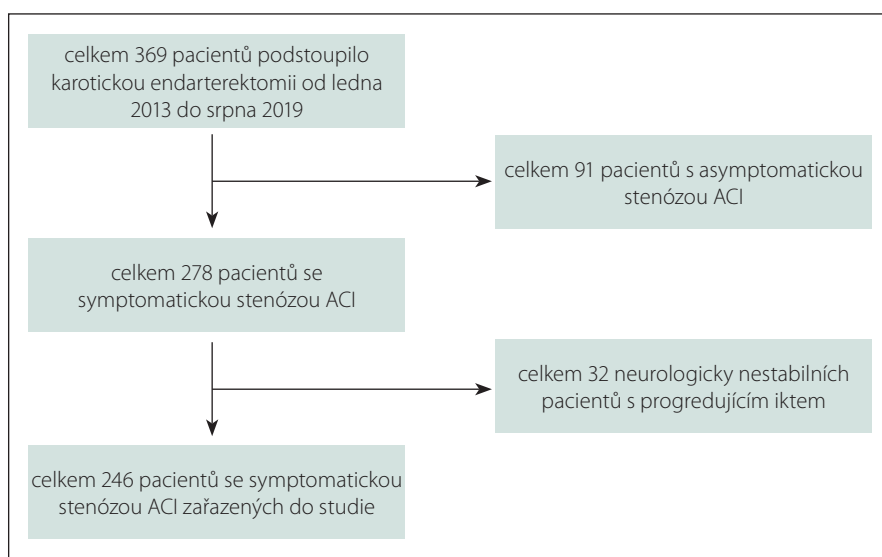 celkem 369 pacientů podstoupilo
karotickou endarterektomii od ledna
2013 do srpna 2019
celkem 91 pacientů s asymptomatickou
stenózou ACI
celkem 278 pacientů se
symptomatickou stenózou ACI
celkem 32 neurologicky nestabilních
pacientů s progredujícím iktem
celkem 246 pacientů se symptomatickou
stenózou ACI zařazených do studie